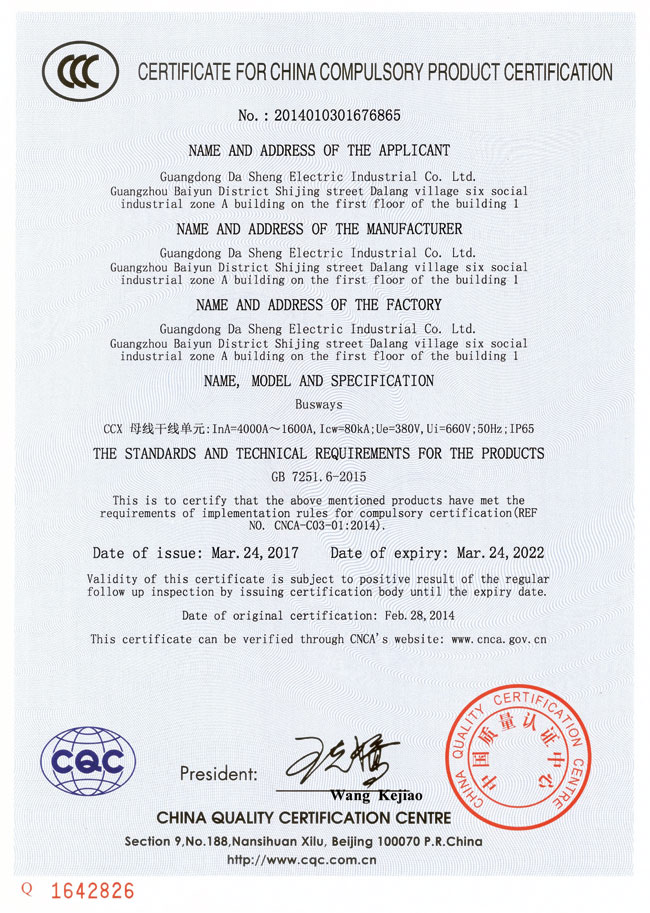 CCC
CERTIFICATE FOR CHINA COMPULSORY PRODUCT CERTIFICATION
No.: 2014010301676865
NAME AND ADDRESS OF THE APPLICANT
Guangdong Da Sheng Electric Industrial Co. Ltd.
Guangzhou Baiyun District Shijing street Dalang village six social
industrial zone A building on the first floor of the building 1
NAME AND ADDRESS OF THE MANUFACTURER
Guangdong Da Sheng Electric Industrial Co. Ltd.
Guangzhou Baiyun District Shijing street Dalang village six social
industrial zone A building on the first floor of the building 1
NAME AND ADDRESS OF THE FACTORY
Guangdong Da Sheng Electric Industrial Co. Ltd.
Guangzhou Baiyun District Shijing street Dalang village six social
industrial zone A building on the first floor of the building 1
NAME, MODEL AND SPECIFICATION
Busways
CCX 母线干线单元:InA=4000A～1600A,Icw=80kA;Ue=380V,Ui=660V;50Hz;IP65
THE STANDARDS AND TECHNICAL REQUIREMENTS FOR THE PRODUCTS
GB 7251.6-2015
This is to certify that the above mentioned products have met the
requirements of implementation rules for compulsory certification(REF
NO. CNCA-C03-01:2014).
Date of issue: Mar.24,2017 Date of expiry: Mar.24,2022
Validity of this certificate is subject to positive result of the regular
follow up inspection by issuing certification body until the expiry date.
Date of original certification: Feb.28,2014
This certificate can be verified through CNCA's website: www.cnca.gov.cn
CHINA QUALITY CERTIFICATION CENTRE
中国质量认证中心
CQC
President:
Wang Kejiao
CHINA QUALITY CERTIFICATION CENTRE
Section 9,No.188,Nansihuan Xilu, Beijing 100070 P.R.China
http://www.cqc.com.cn
Q 1642826